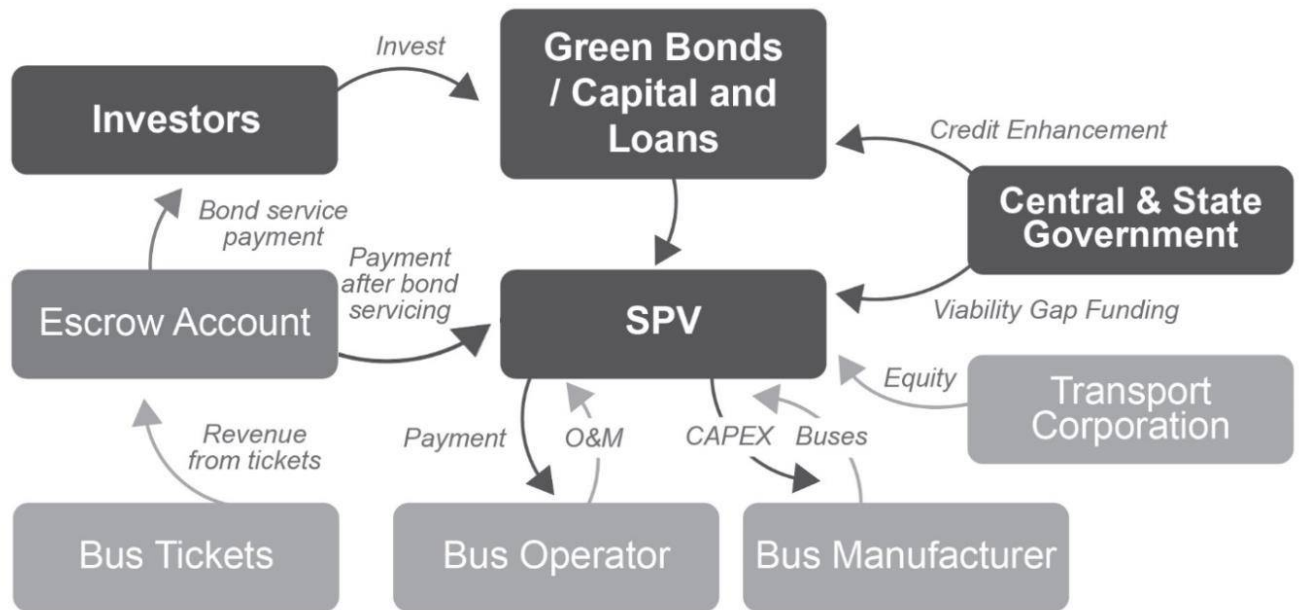 Invest
Green Bonds
/ Capital and
Loans
Investors
Credit Enhancement
Central & State
Government
Bond service
payment
Payment
after bond
servicing
Escrow Account
SPV
Viability Gap Funding
Equity
Transport
Corporation
Revenue
from tickets
Payment
O&M
CAPEX
Buses
Bus Tickets
Bus Operator
Bus Manufacturer